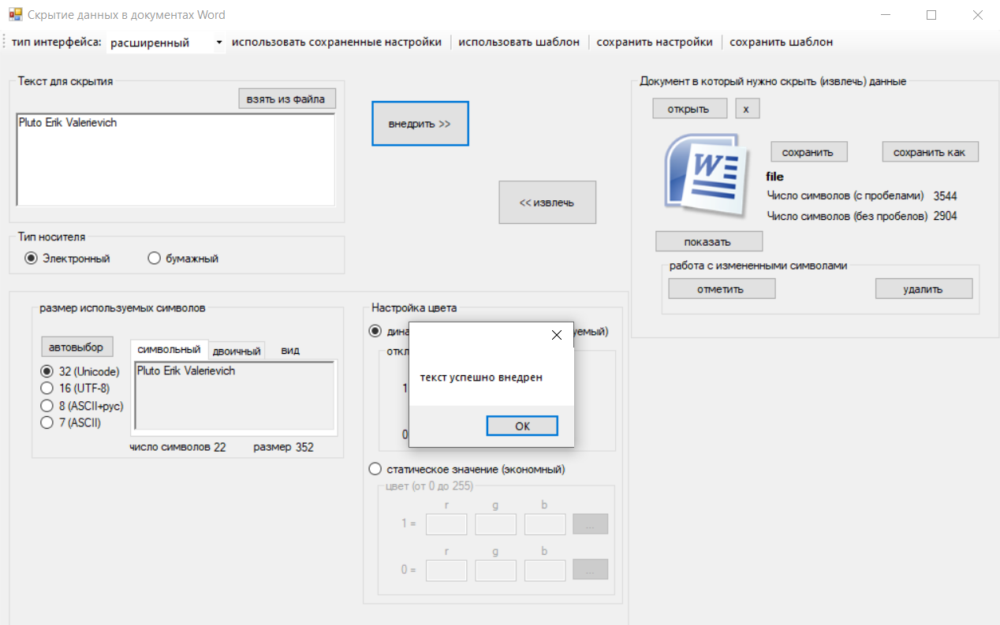 Скрытие данных в документах Word
тип интерфейса: расширенный использовать сохраненные настройки использовать шаблон сохранить настройки сохранить шаблон
Текст для скрытия
взять из файла
Pluto Erik Valerievich
Тип носителя
Электронный бумажный
внедрить >>
<< извлечь
Документ в который нужно скрыть (извлечь) данные
открыть x
W
сохранить сохранить как
file
Число символов (с пробелами) 3544
Число символов (без пробелов) 2904
показать
работа с измененными символами
отметить удалить
размер используемых символов
автовыбор
символьный двоичный вид
32 (Unicode)
16 (UTF-8)
8 (ASCII+рус)
7 (ASCII)
Pluto Erik Valerievich
число символов 22 размер 352
Настройка цвета
дина
уемый)
откл
1
0
текст успешно внедрен
OK
статическое значение (экономный)
цвет (от 0 до 255)
r g b
1 = ...
r g b
0 = ...